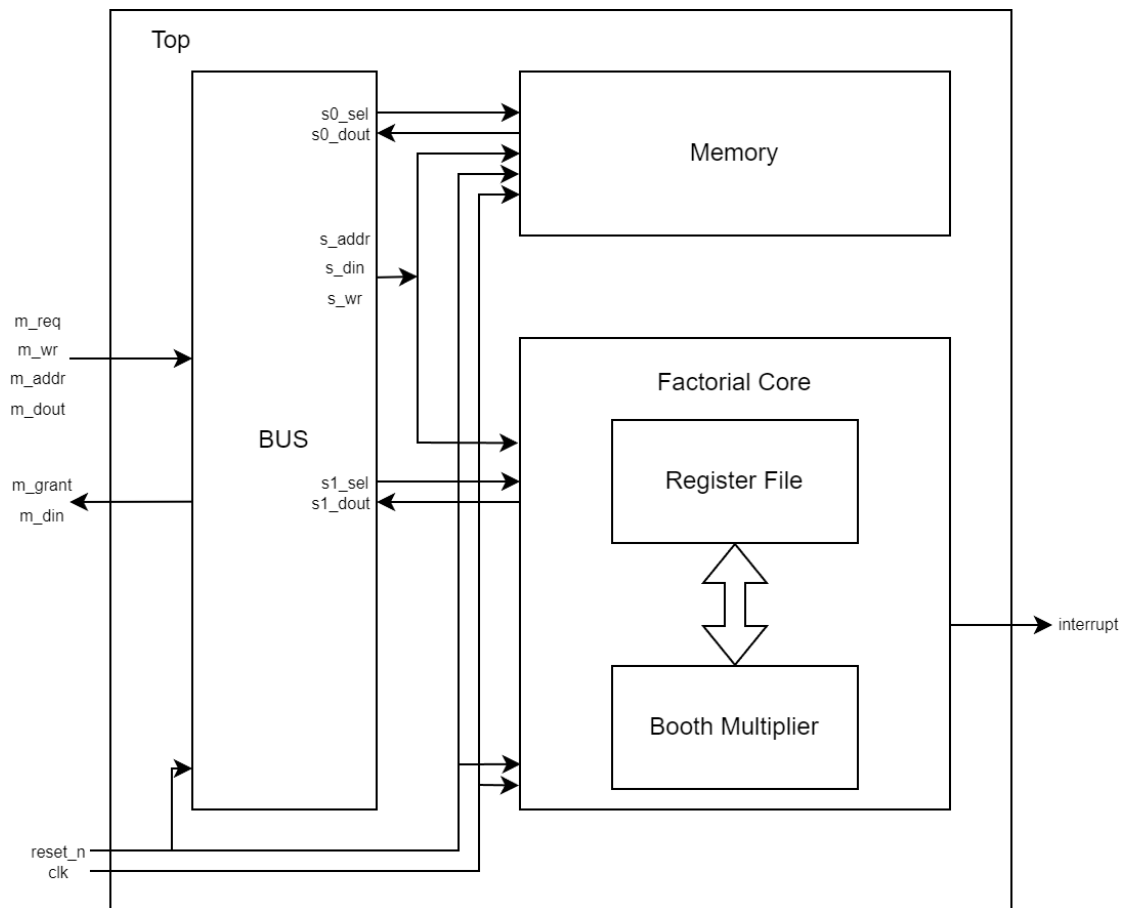 Top
s0_sel
s0_dout
Memory
s_addr
s_din
s_wr
m_req
m_wr
m_addr
m_dout
Factorial Core
BUS
Register File
s1_sel
s1_dout
m_grant
m_din
interrupt
Booth Multiplier
reset_n
clk